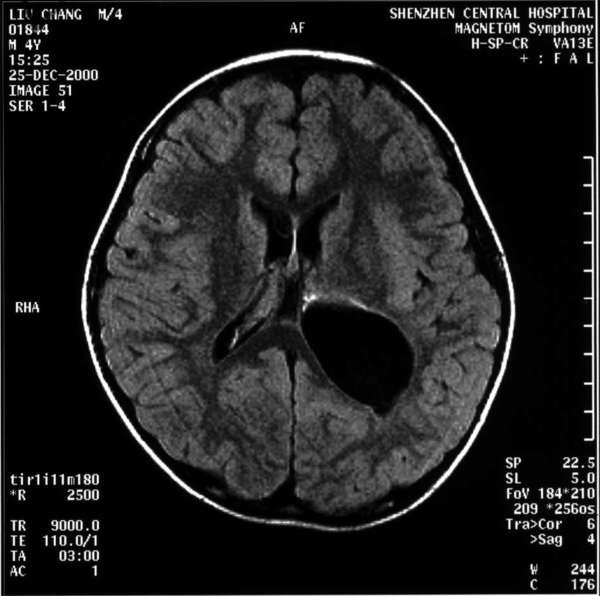 LIU CHANG M/4
01844
M 4Y
15:25
25-DEC-2000
IMAGE 51
SER 1-4
AF
SHENZHEN CENTRAL HOSPITAL
MAGNETOM Symphony
H-SP-CR VA13E
+ : F A L
RHA
tir1i11m180
*R 2500
TR 9000.0
TE 110.0/1
TA 03:00
AC 1
SP 22.5
SL 5.0
FoV 184*210
209 *256os
Tra>Cor 6
>Sag 4
W 244
C 176